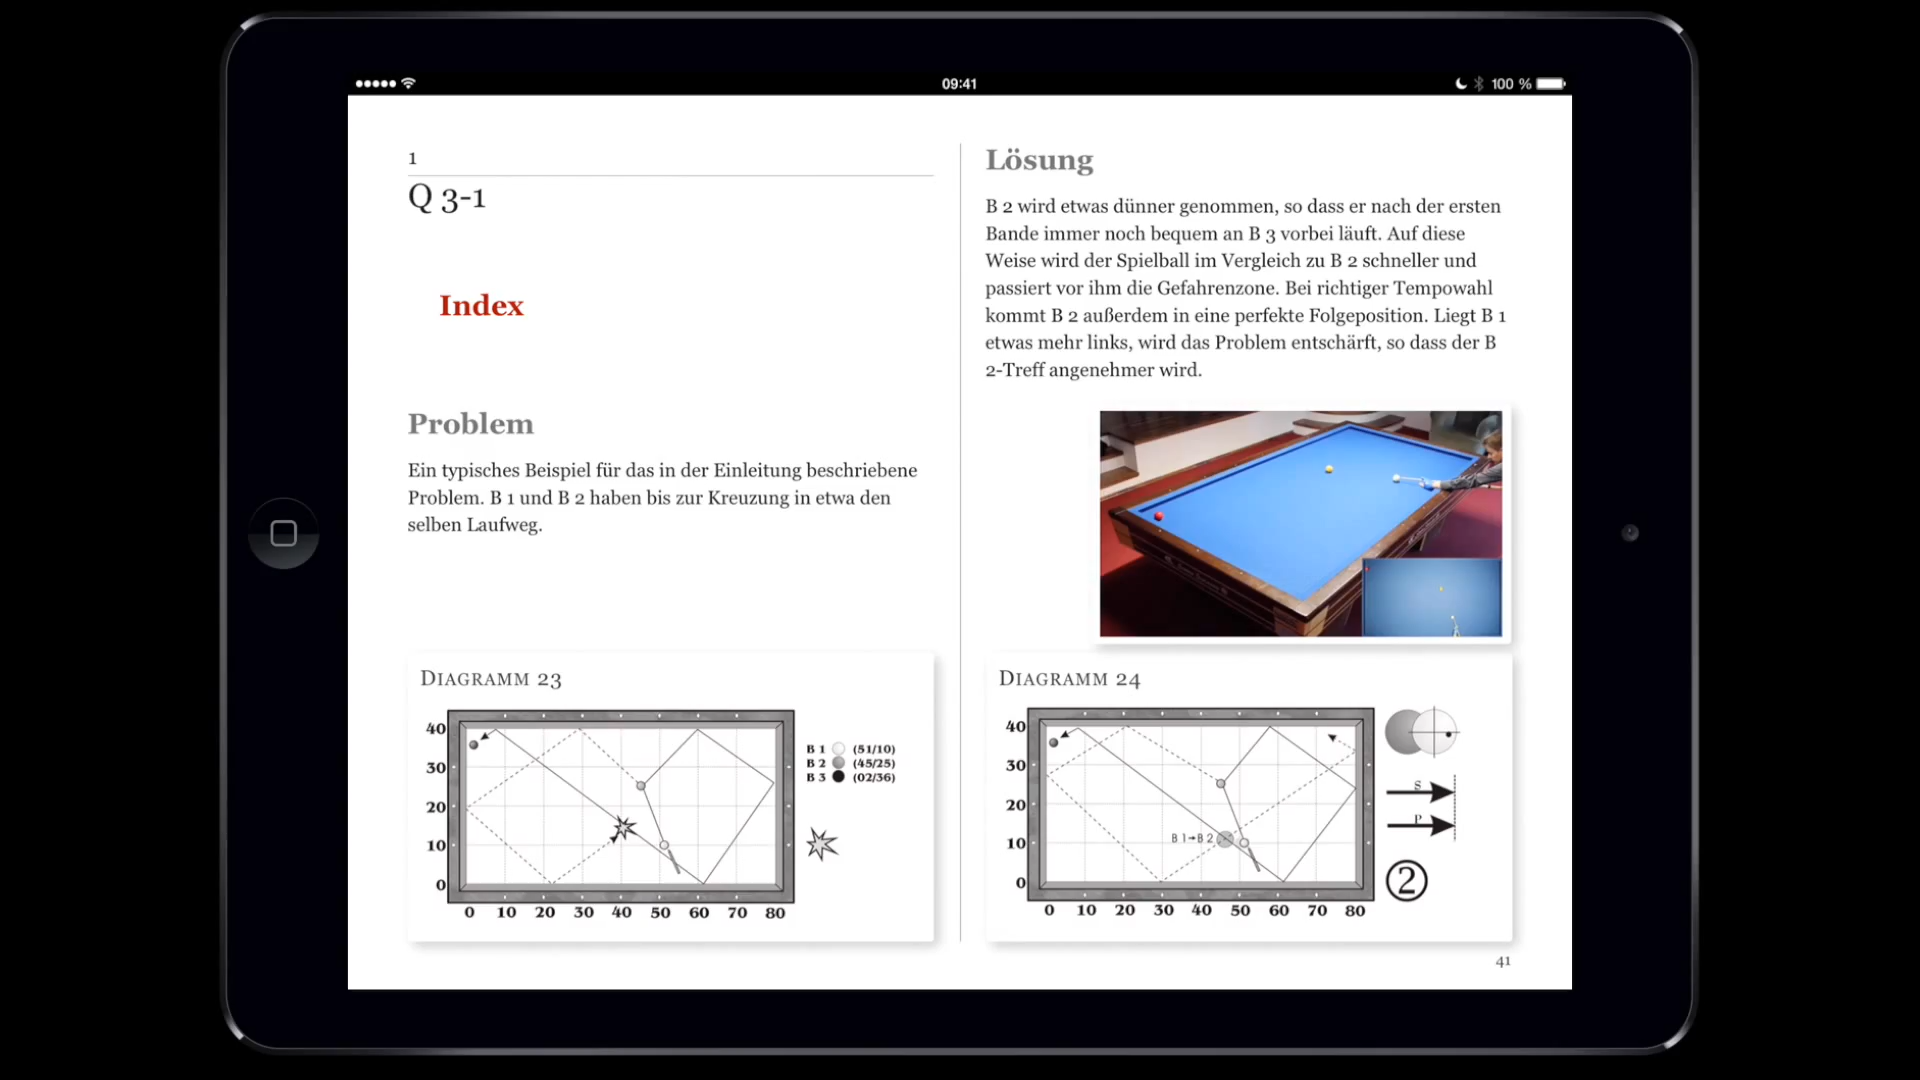 09:41
100 %
1
Q 3-1
Index
Problem
Ein typisches Beispiel für das in der Einleitung beschriebene
Problem. B 1 und B 2 haben bis zur Kreuzung in etwa den
selben Laufweg.
DIAGRAMM 23
40
30
20
10
0
0 10 20 30 40 50 60 70 80
B 1 (51/10)
B 2 (45/25)
B 3 (02/36)
Lösung
B 2 wird etwas dünner genommen, so dass er nach der ersten
Bande immer noch bequem an B 3 vorbei läuft. Auf diese
Weise wird der Spielball im Vergleich zu B 2 schneller und
passiert vor ihm die Gefahrenzone. Bei richtiger Tempowahl
kommt B 2 außerdem in eine perfekte Folgeposition. Liegt B 1
etwas mehr links, wird das Problem entschärft, so dass der B
2-Treff angenehmer wird.
DIAGRAMM 24
40
30
20
10
0
B 1→B 2
0 10 20 30 40 50 60 70 80
S
P
2
41